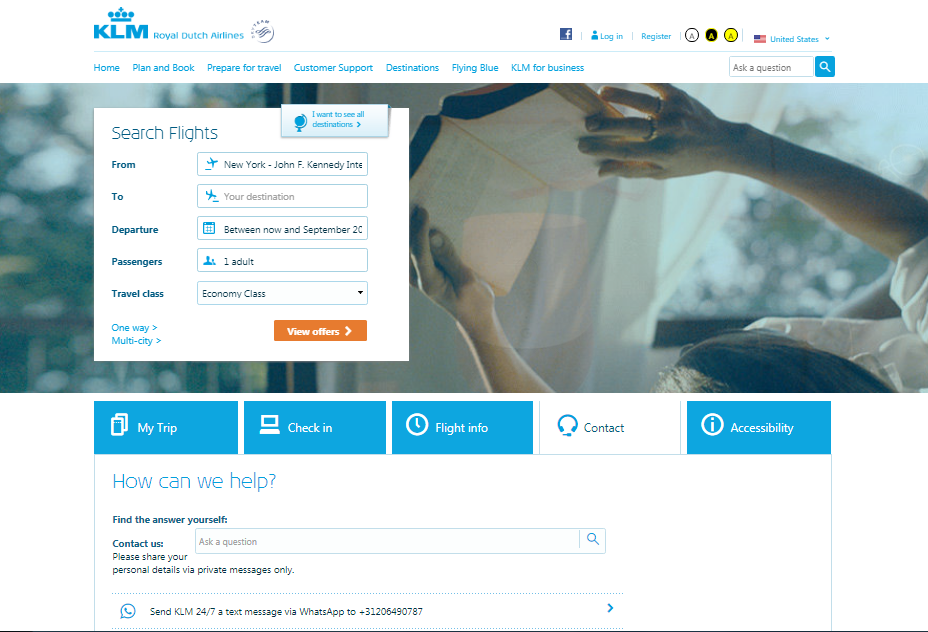 KLM Royal Dutch Airlines
Log in
Register
A A A
United States
Home Plan and Book Prepare for travel Customer Support Destinations Flying Blue KLM for business
Ask a question
I want to see all
destinations >
Search Flights
From New York - John F. Kennedy Inte
To Your destination
Departure Between now and September 20
Passengers 1 adult
Travel class Economy Class
One way >
Multi-city >
View offers
My Trip Check in Flight info Contact Accessibility
How can we help?
Find the answer yourself:
Ask a question
Contact us:
Please share your
personal details via private messages only.
Send KLM 24/7 a text message via WhatsApp to +31206490787